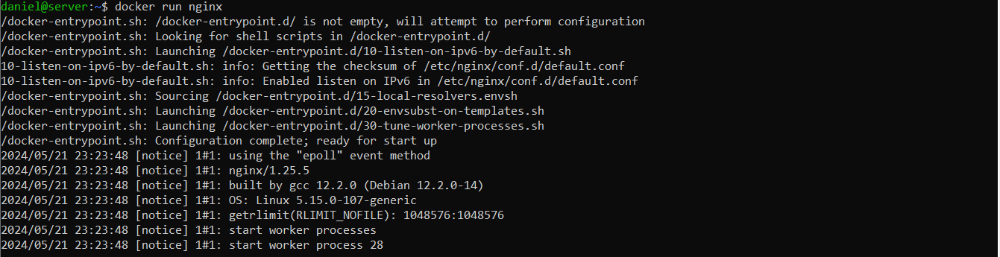 daniel@server:~$ docker run nginx
/docker-entrypoint.sh: /docker-entrypoint.d/ is not empty, will attempt to perform configuration
/docker-entrypoint.sh: Looking for shell scripts in /docker-entrypoint.d/
/docker-entrypoint.sh: Launching /docker-entrypoint.d/10-listen-on-ipv6-by-default.sh
10-listen-on-ipv6-by-default.sh: info: Getting the checksum of /etc/nginx/conf.d/default.conf
10-listen-on-ipv6-by-default.sh: info: Enabled listen on IPv6 in /etc/nginx/conf.d/default.conf
/docker-entrypoint.sh: Sourcing /docker-entrypoint.d/15-local-resolvers.envsh
/docker-entrypoint.sh: Launching /docker-entrypoint.d/20-envsubst-on-templates.sh
/docker-entrypoint.sh: Launching /docker-entrypoint.d/30-tune-worker-processes.sh
/docker-entrypoint.sh: Configuration complete; ready for start up
2024/05/21 23:23:48 [notice] 1#1: using the "epoll" event method
2024/05/21 23:23:48 [notice] 1#1: nginx/1.25.5
2024/05/21 23:23:48 [notice] 1#1: built by gcc 12.2.0 (Debian 12.2.0-14)
2024/05/21 23:23:48 [notice] 1#1: OS: Linux 5.15.0-107-generic
2024/05/21 23:23:48 [notice] 1#1: getrlimit(RLIMIT_NOFILE): 1048576:1048576
2024/05/21 23:23:48 [notice] 1#1: start worker processes
2024/05/21 23:23:48 [notice] 1#1: start worker process 28